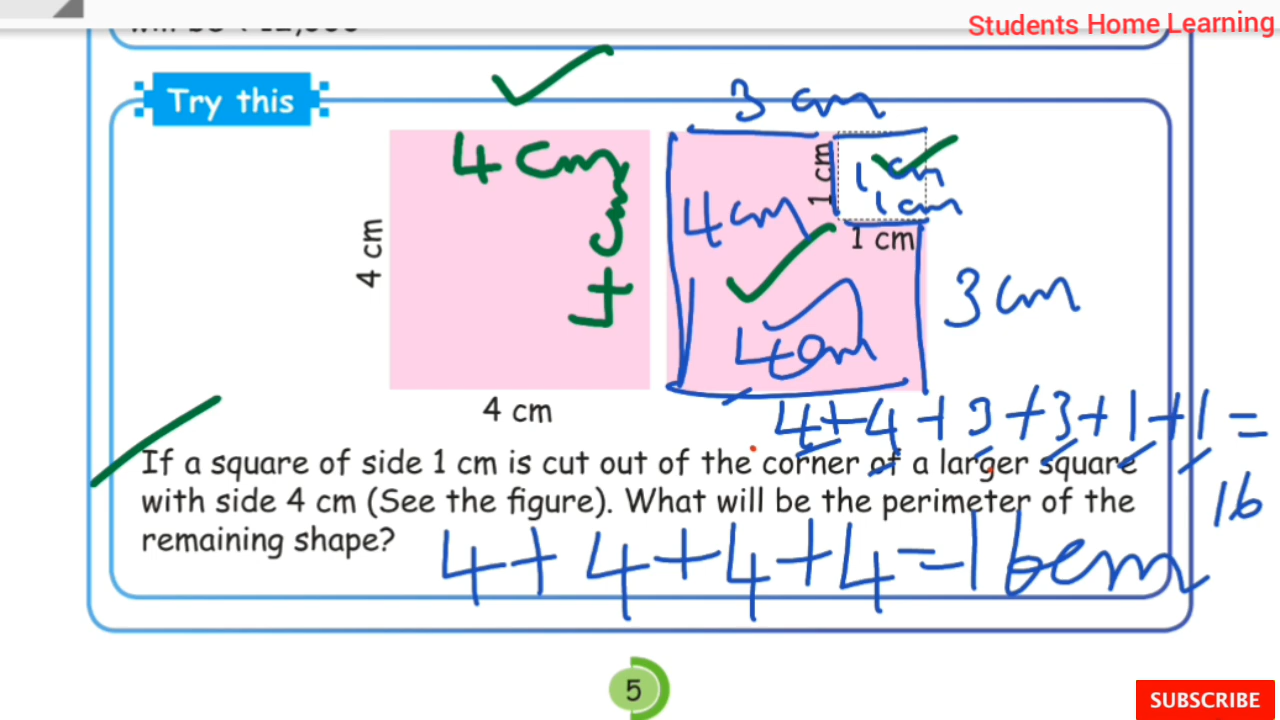 Students Home Learning
Try this
3 cm
4 cm
4 cm
4 cm
4 cm
1 cm
1 cm
1 cm
4 cm
1 cm
3 cm
4 cm
4+4+3+3+1+1=
16
If a square of side 1 cm is cut out of the corner of a larger square
with side 4 cm (See the figure). What will be the perimeter of the
remaining shape?
4+4+4+4=16cm
5
SUBSCRIBE